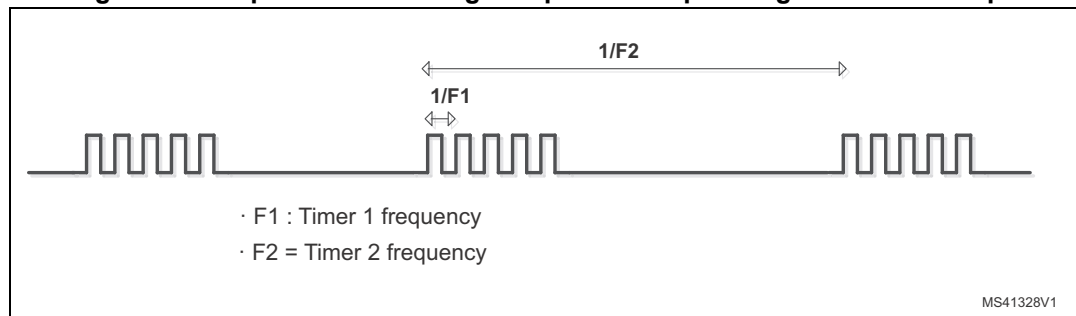 1/F2
1/F1
· F1 : Timer 1 frequency
· F2 = Timer 2 frequency
MS41328V1